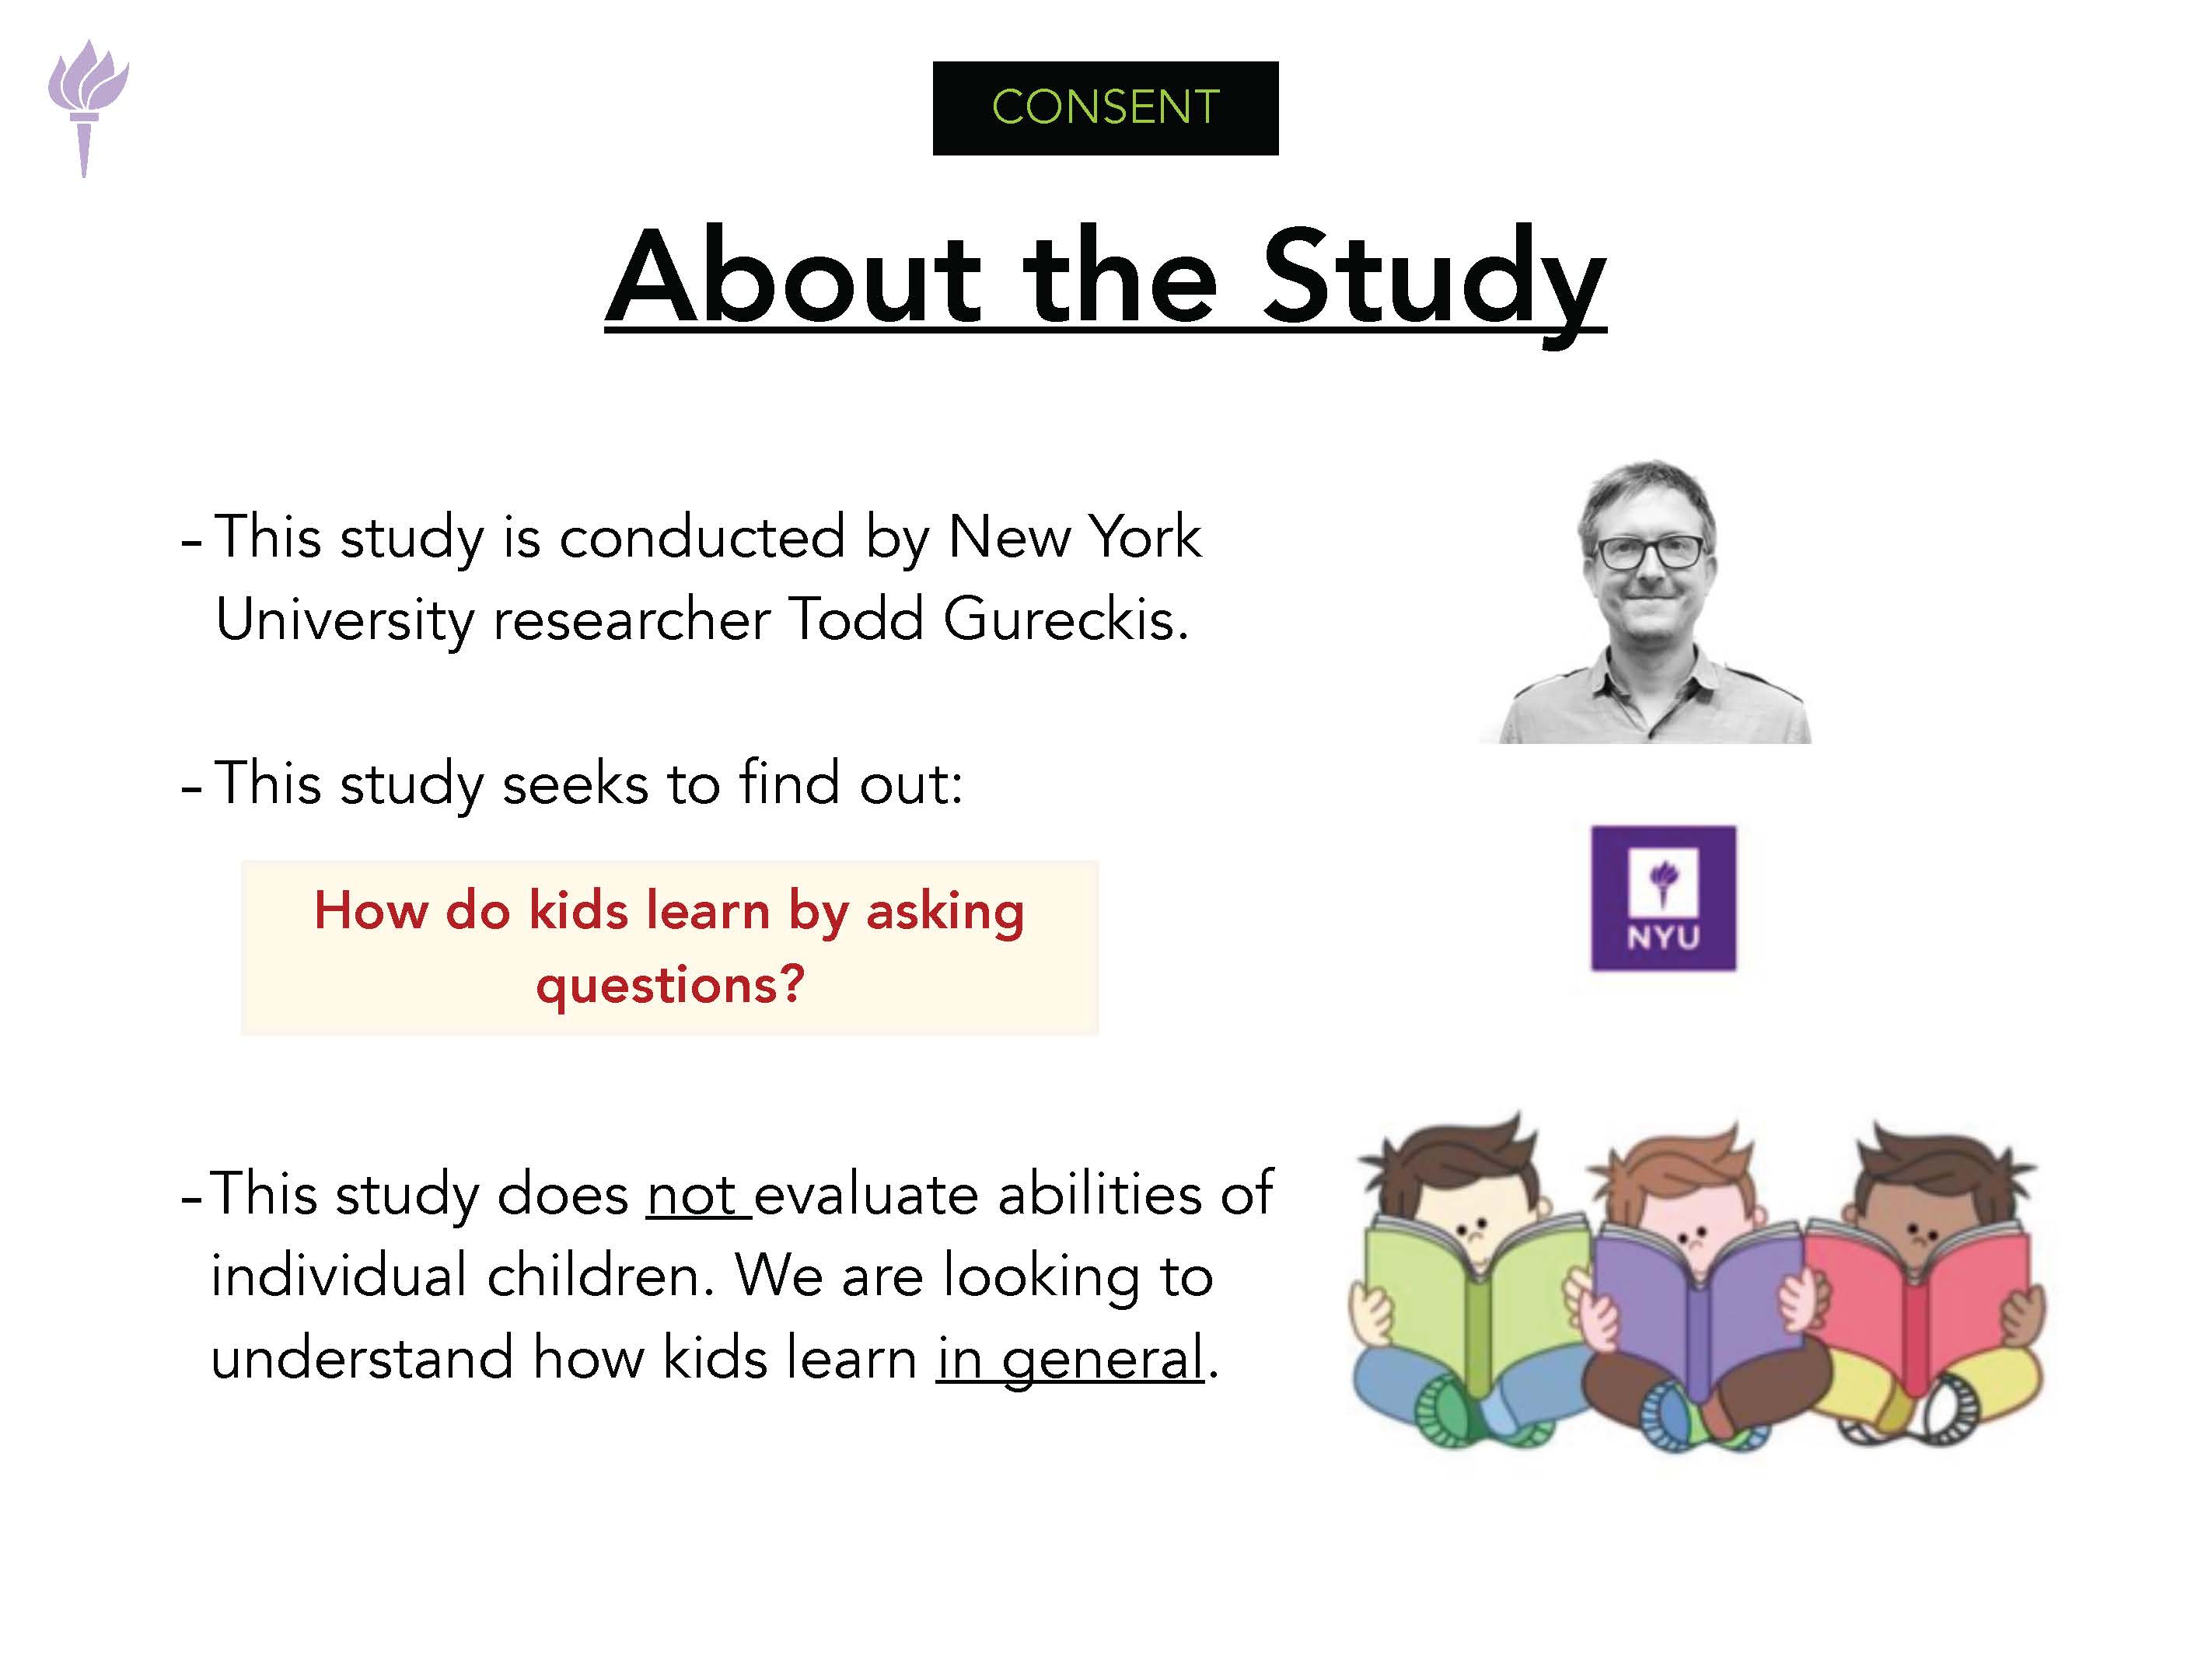 CONSENT
About the Study
- This study is conducted by New York
University researcher Todd Gureckis.
- This study seeks to find out:
How do kids learn by asking
questions?
NYU
- This study does not evaluate abilities of
individual children. We are looking to
understand how kids learn in general.